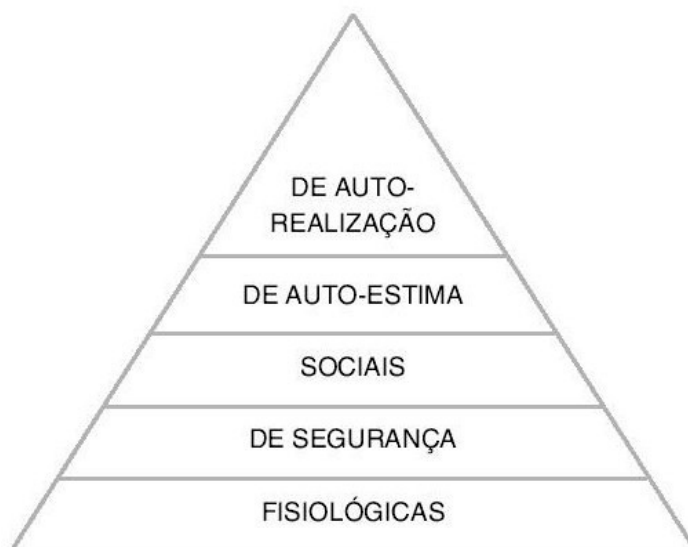 DE AUTO-
REALIZAÇÃO
DE AUTO-ESTIMA
SOCIAIS
DE SEGURANÇA
FISIOLÓGICAS